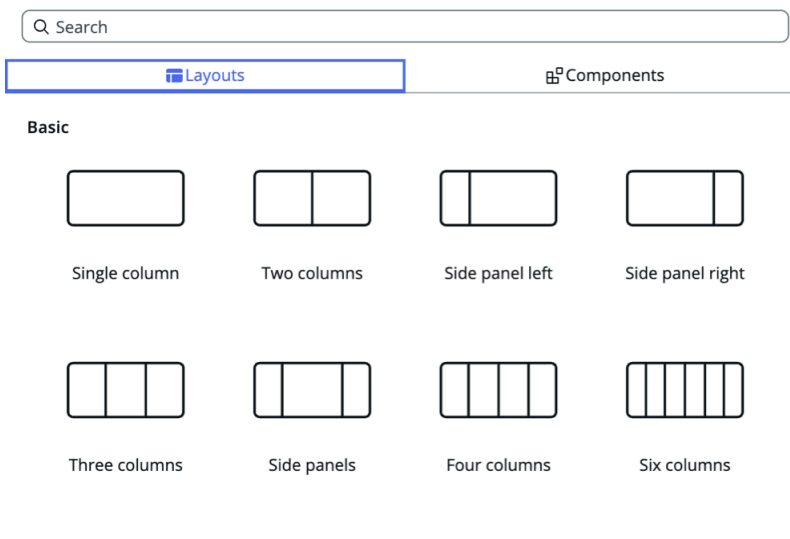 Search
Layouts Components
Basic
Single column Two columns Side panel left Side panel right
Three columns Side panels Four columns Six columns